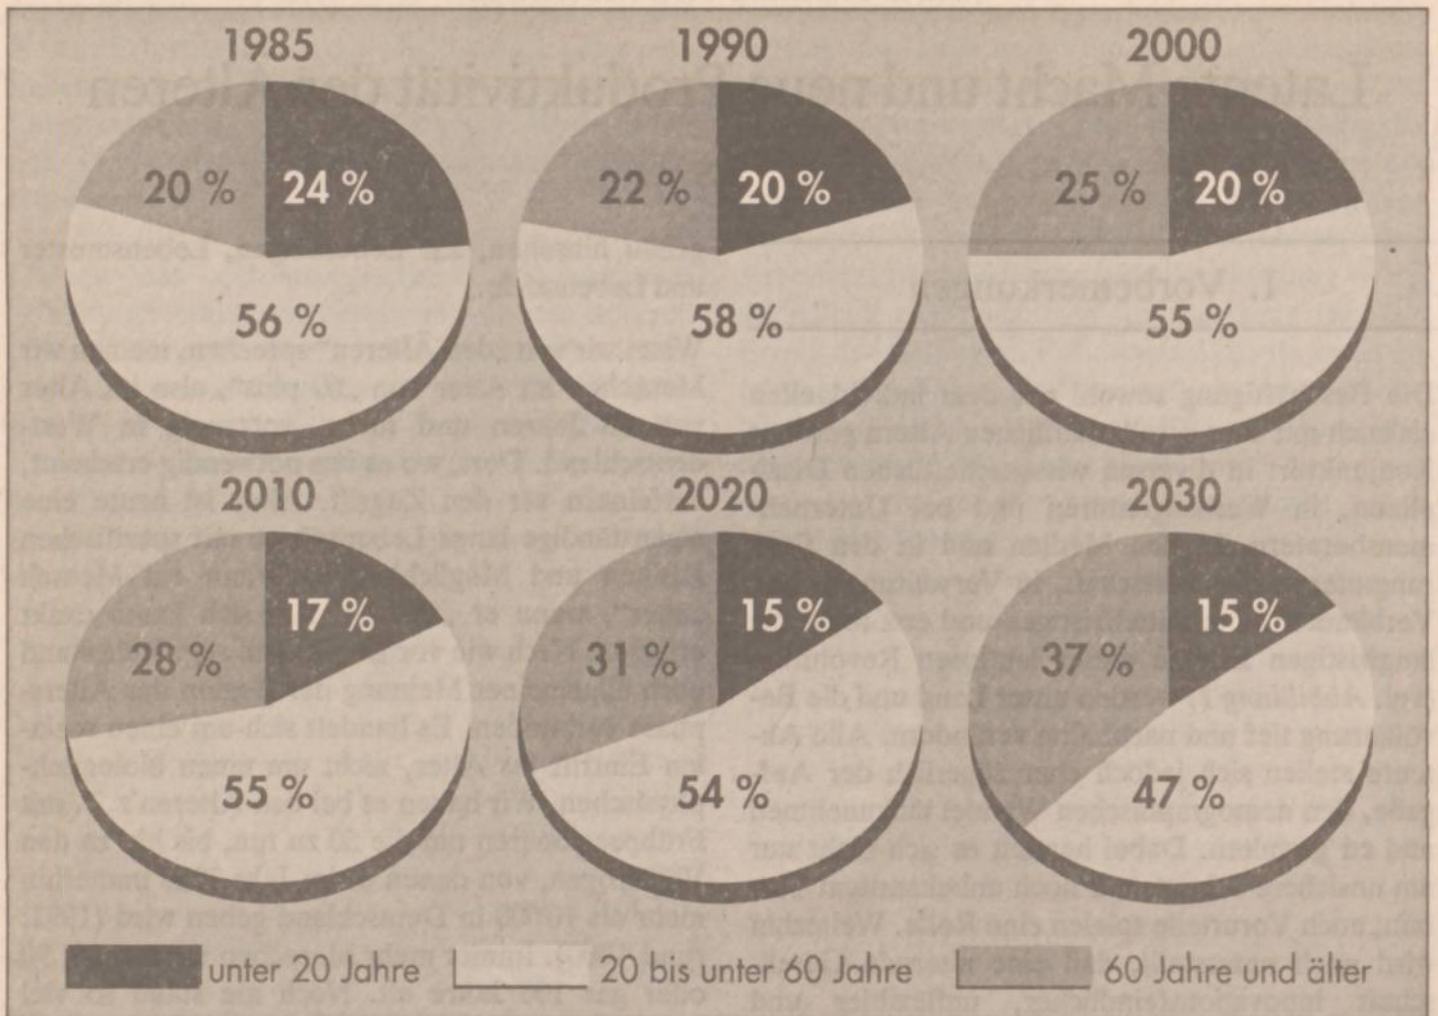 1985 1990 2000
20 % 24 % 22 % 20 % 25 % 20 %
56 % 58 % 55 %
2010 2020 2030
17 % 15 % 15 %
28 % 31 % 37 %
55 % 54 % 47 %
unter 20 Jahre 20 bis unter 60 Jahre 60 Jahre und älter